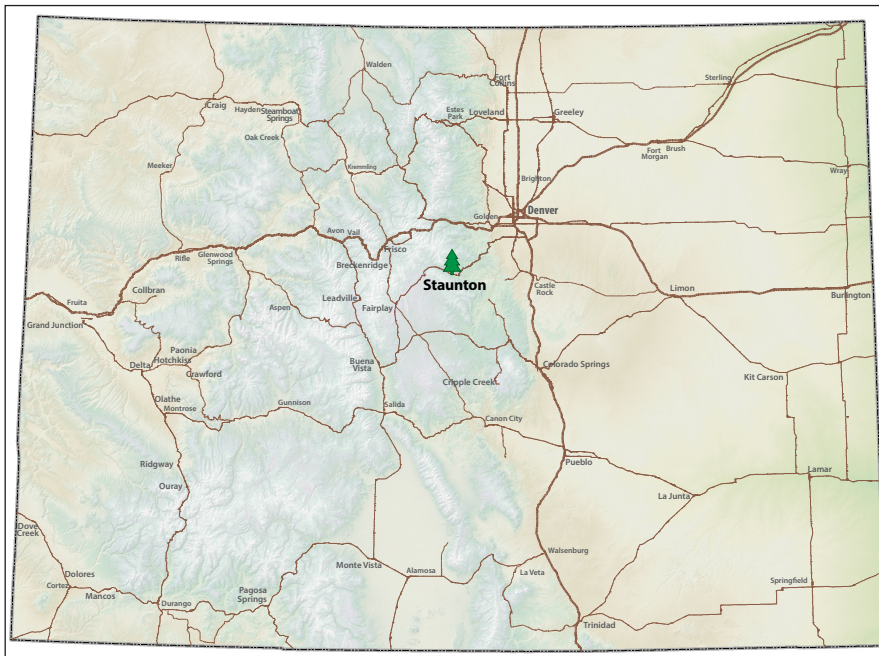 Walden
Fort
Collins
Sterling
Craig
Hayden
Steamboat
Springs
Estes
Park
Loveland
Greeley
Oak Creek
Meeker
Kremmling
Fort
Morgan
Brush
Wray
Brighton
Golden
Denver
Avon
Vail
Frisco
Rifle
Glenwood
Springs
Breckenridge
Staunton
Castle
Rock
Limon
Burlington
Collbran
Fruita
Leadville
Fairplay
Aspen
Grand Junction
Paonia
Hotchkiss
Delta
Crawford
Buena
Vista
Colorado Springs
Cripple Creek
Kit Carson
Olathe
Montrose
Gunnison
Salida
Canon City
Ridgway
Pueblo
Lamar
Ouray
La Junta
Dove
Creek
Walsenburg
Monte Vista
Alamosa
La Veta
Dolores
Cortez
Mancos
Pagosa
Springs
Springfield
Durango
Trinidad